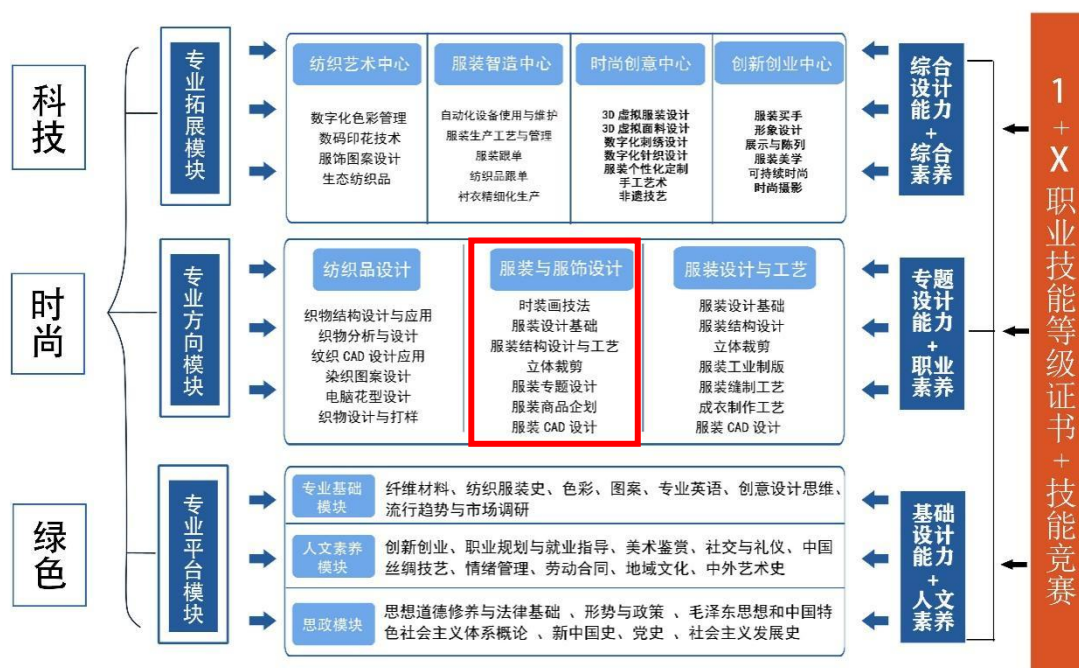 科技
专业拓展模块
纺织艺术中心
数字化色彩管理
数码印花技术
服饰图案设计
生态纺织品
服装智造中心
自动化设备使用与维护
服装生产工艺与管理
服装跟单
纺织品跟单
衬衣精细化生产
时尚创意中心
3D虚拟服装设计
3D虚拟面料设计
数字化刺绣设计
数字化针织设计
服装个性化定制
手工艺术
非遗技艺
创新创业中心
服装买手
形象设计
展示与陈列
服装美学
可持续时尚
时尚摄影
综合
设计
能力
+
综合
素养
时尚
专业方向模块
纺织品设计
织物结构设计与应用
织物分析与设计
纹织 CAD 设计应用
染织图案设计
电脑花型设计
织物设计与打样
服装与服饰设计
时装画技法
服装设计基础
服装结构设计与工艺
立体裁剪
服装专题设计
服装商品企划
服装 CAD 设计
服装设计与工艺
服装设计基础
服装结构设计
立体裁剪
服装工业制版
服装缝制工艺
成衣制作工艺
服装 CAD 设计
专题
设计
能力
+
职业
素养
绿色
专业平台模块
专业基础
模块
纤维材料、纺织服装史、色彩、图案、专业英语、创意设计思维、
流行趋势与市场调研
人文素养
模块
创新创业、职业规划与就业指导、美术鉴赏、社交与礼仪、中国
丝绸技艺、情绪管理、劳动合同、地域文化、中外艺术史
思政模块
思想道德修养与法律基础 、形势与政策 、毛泽东思想和中国特
色社会主义体系概论 、新中国史、党史 、社会主义发展史
基础
设计
能力
+
人文
素养
1+X职业技能等级证书+技能竞赛